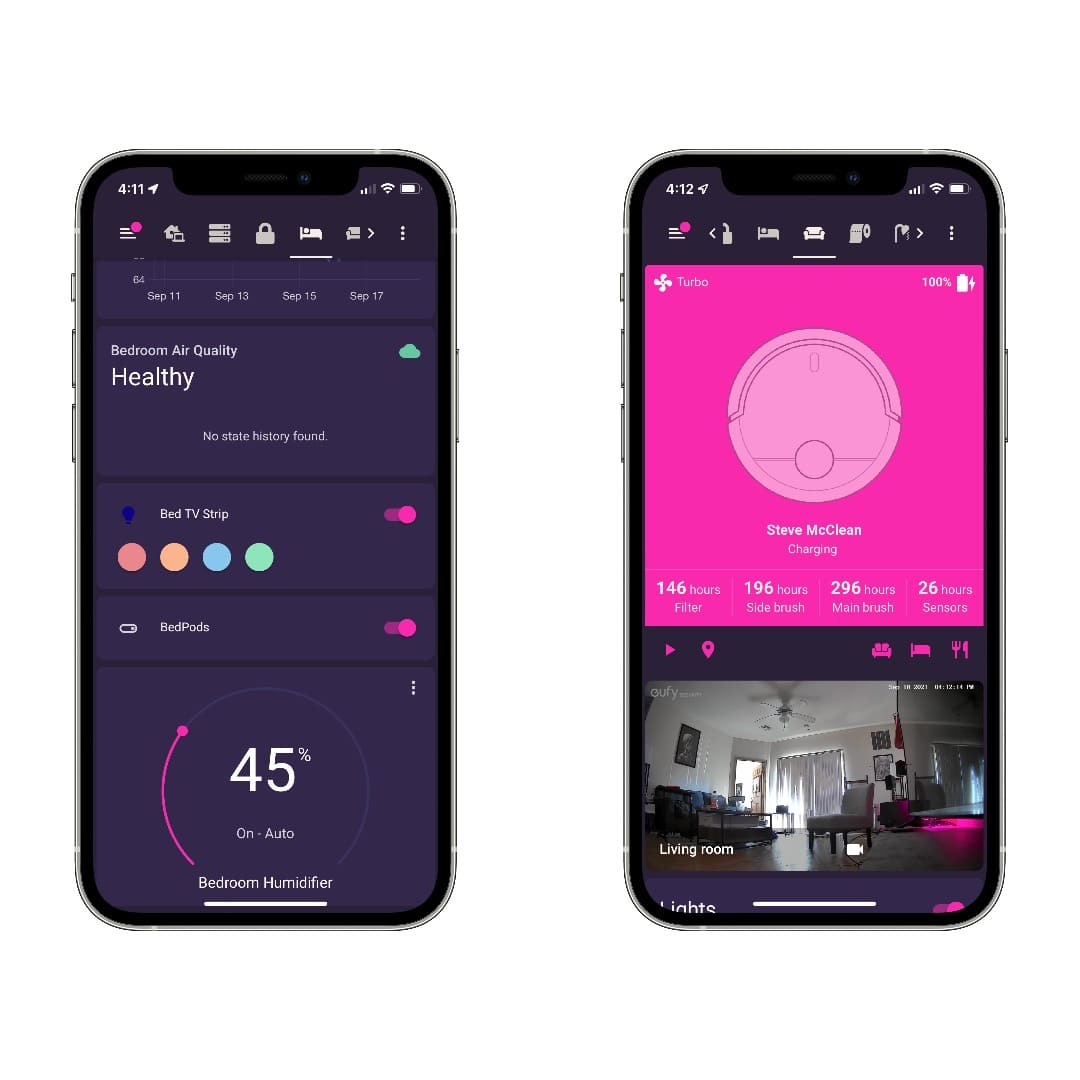 4:11
64
Sep 11 Sep 13 Sep 15 Sep 17
Bedroom Air Quality
Healthy
No state history found.
Bed TV Strip
BedPods
45%
On - Auto
Bedroom Humidifier
4:12
Turbo 100%
Steve McClean
Charging
146 hours 196 hours 296 hours 26 hours
Filter Side brush Main brush Sensors
eufy SECURITY Sep 18 2021 04:12:14 PM
Living room
Lights